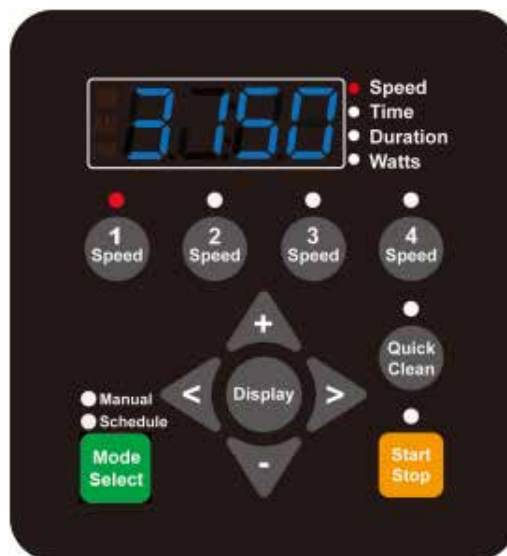 3750
Speed
Time
Duration
Watts
1 2 3 4
Speed Speed Speed Speed
+
Quick
Clean
< Display >
Manual
Schedule
-
Mode
Select
Start
Stop